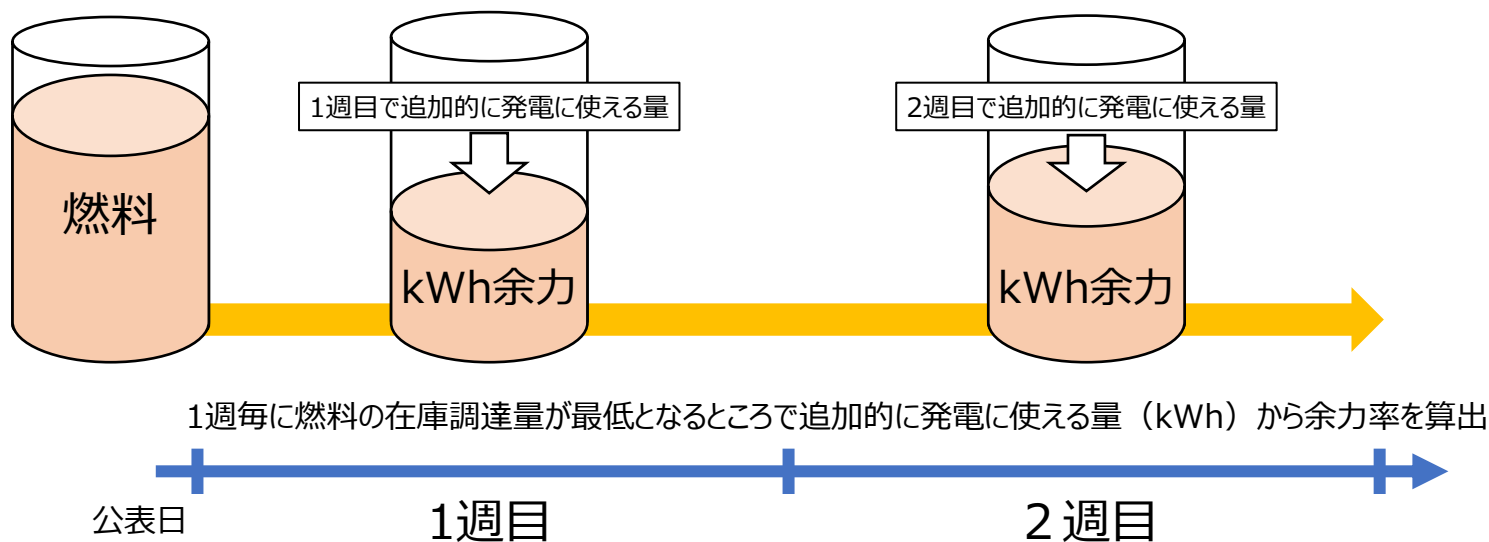 1週目で追加的に発電に使える量
2週目で追加的に発電に使える量
燃料
kWh余力
kWh余力
1週毎に燃料の在庫調達量が最低となるところで追加的に発電に使える量（kWh）から余力率を算出
公表日
1週目
２週目